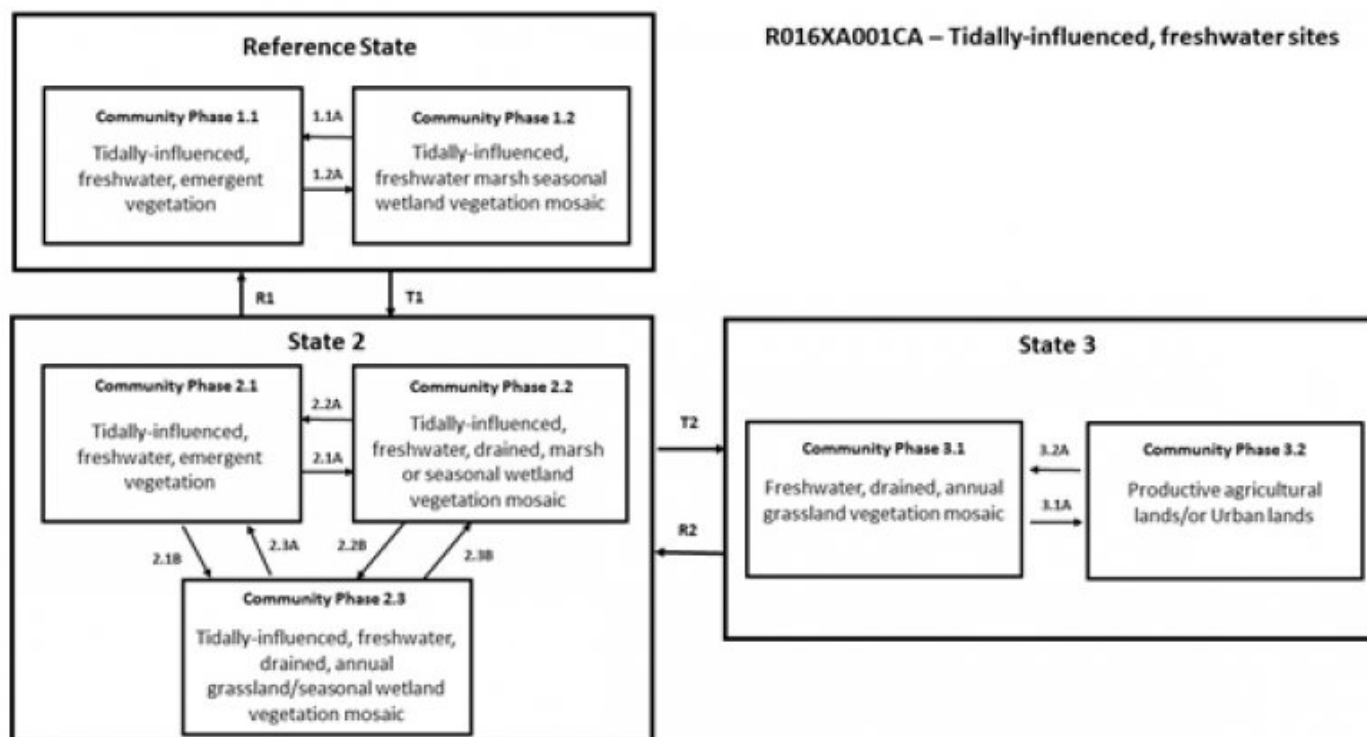 R016XA001CA – Tidally-influenced, freshwater sites
Reference State
Community Phase 1.1
Tidally-influenced,
freshwater, emergent
vegetation
1.1A
1.2A
Community Phase 1.2
Tidally-influenced,
freshwater marsh seasonal
wetland vegetation mosaic
R1
T1
State 2
Community Phase 2.1
Tidally-influenced,
freshwater, emergent
vegetation
2.2A
2.1A
Community Phase 2.2
Tidally-influenced,
freshwater, drained, marsh
or seasonal wetland
vegetation mosaic
2.1B
2.3A
2.2B
2.3B
Community Phase 2.3
Tidally-influenced, freshwater,
drained, annual
grassland/seasonal wetland
vegetation mosaic
T2
R2
State 3
Community Phase 3.1
Freshwater, drained, annual
grassland vegetation mosaic
3.2A
3.1A
Community Phase 3.2
Productive agricultural
lands/or Urban lands